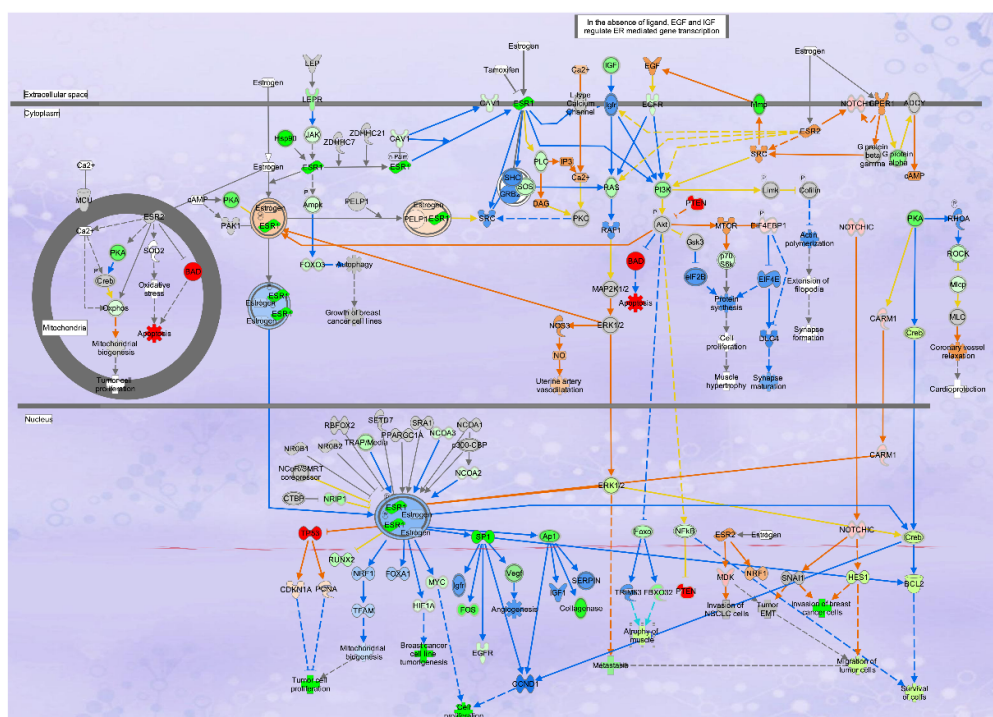 In the absence of ligand, EGF and IGF
regulate ER mediated gene transcription
Estrogen
Tamoxifen
Estrogen
Estrogen
LEP
Ca2+
L-type
Calcium
Channel
IGF
EGF
Extracellular space
Cytoplasm
LEPR
CAV1
ESR1
Igfr
EGFR
Mmp
NOTCH1
GPER1
ADCY
Hsp90
JAK
ZDHHC7
ZDHHC21
CAV1
ESR2
SRC
G protein
beta
gamma
G protein
alpha
cAMP
Estrogen
ESR1
ESR1
PLC
IP3
Ca2+
DAG
PKC
SHC
GRB2
SOS
RAS
RAP1
PI3K
Limk
Cofilin
Ca2+
MCU
cAMP
PKA
PAK1
Estrogen
ESR1
Ampk
PELP1
Estrogen
PELP1
ESR1
SRC
Akt
PTEN
MTOR
EIF4EBP1
Actin
polymerization
NOTCHIC
PKA
RHOA
ROCK
Mlcp
MLC
Ca2+
ESR2
PKA
SOD2
BAD
Creb
Oxidative
stress
Oxphos
Apoptosis
Mitochondria
Mitochondrial
biogenesis
Tumor cell
proliferation
FOXO3
Autophagy
Growth of breast
cancer cell lines
Estrogen
ESR1
ESR1
Estrogen
BAD
Apoptosis
Gsk3
eIF2B
p70
S6k
EIF4E
Protein
synthesis
Extension of
filopodia
MAP2K1/2
ERK1/2
NOS3
NO
Uterine artery
vasodilatation
Cell
proliferation
Muscle
hypertrophy
DLG4
Synapse
maturation
Synapse
formation
CARM1
Creb
Coronary vessel
relaxation
Cardioprotection
Nucleus
SETD7
SRA1
RBFOX2
PPARGC1A
NCOA3
NCOA1
NR0B1
NR0B2
TRAP/Media
p300-CBP
NCoR/SMRT
corepressor
NCOA2
CTBP
NRIP1
CARM1
ERK1/2
ESR1
Estrogen
ESR1
Estrogen
TP53
SP1
Ap1
Foxo
NFkB
ESR2
Estrogen
NOTCHIC
Creb
RUNX2
CDKN1A
PCNA
NRF1
FOXA1
MYC
Igfr
Vegf
IGF1
SERPIN
TRIM63
FBXO32
PTEN
MDK
NRF1
SNAI1
HES1
BCL2
TFAM
HIF1A
FOS
Angiogenesis
Collagenase
Invasion of
NSCLC cells
Tumor
EMT
Invasion of breast
cancer cells
Mitochondrial
biogenesis
Breast cancer
cell line
tumorigenesis
EGFR
Atrophy of
muscle
Tumor cell
proliferation
Metastasis
Migration of
tumor cells
CCND1
Cell
proliferation
Survival
of cells